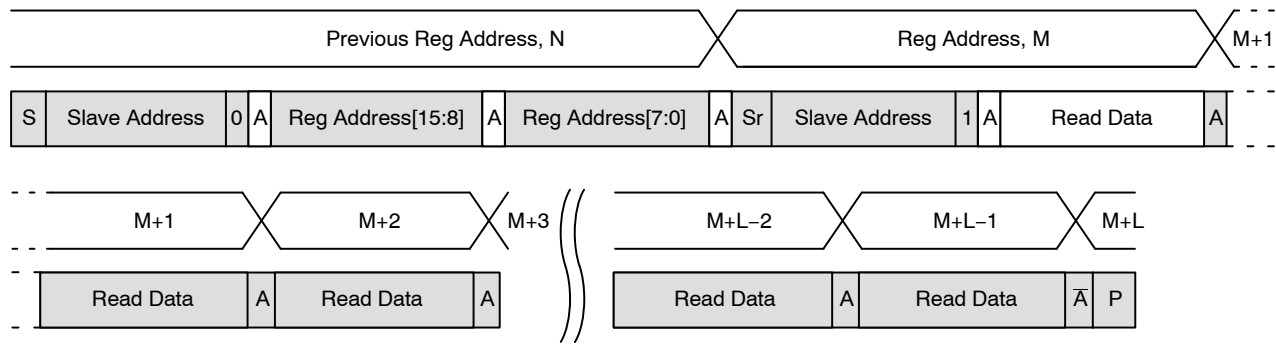 Previous Reg Address, N Reg Address, M M+1
S Slave Address 0 A Reg Address[15:8] A Reg Address[7:0] A Sr Slave Address 1 A Read Data A
M+1 M+2 M+3 M+L−2 M+L−1 M+L
Read Data A Read Data A Read Data A Read Data A̅ P